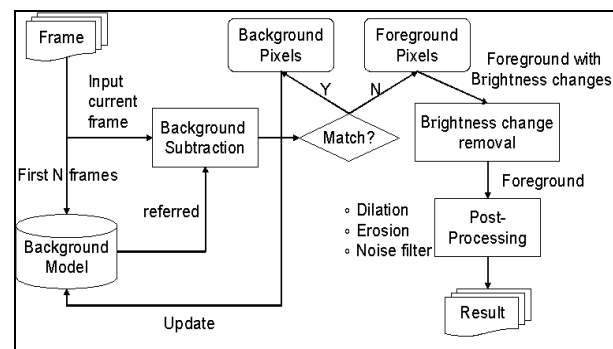 Frame
Background
Pixels
Foreground
Pixels
Foreground with
Brightness changes
Input
current
frame
Y
N
Background
Subtraction
Match?
Brightness change
removal
First N frames
referred
Foreground
Background
Model
∘ Dilation
∘ Erosion
∘ Noise filter
Post-
Processing
Update
Result